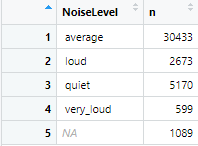 NoiseLevel n
1 average 30433
2 loud 2673
3 quiet 5170
4 very_loud 599
5 NA 1089